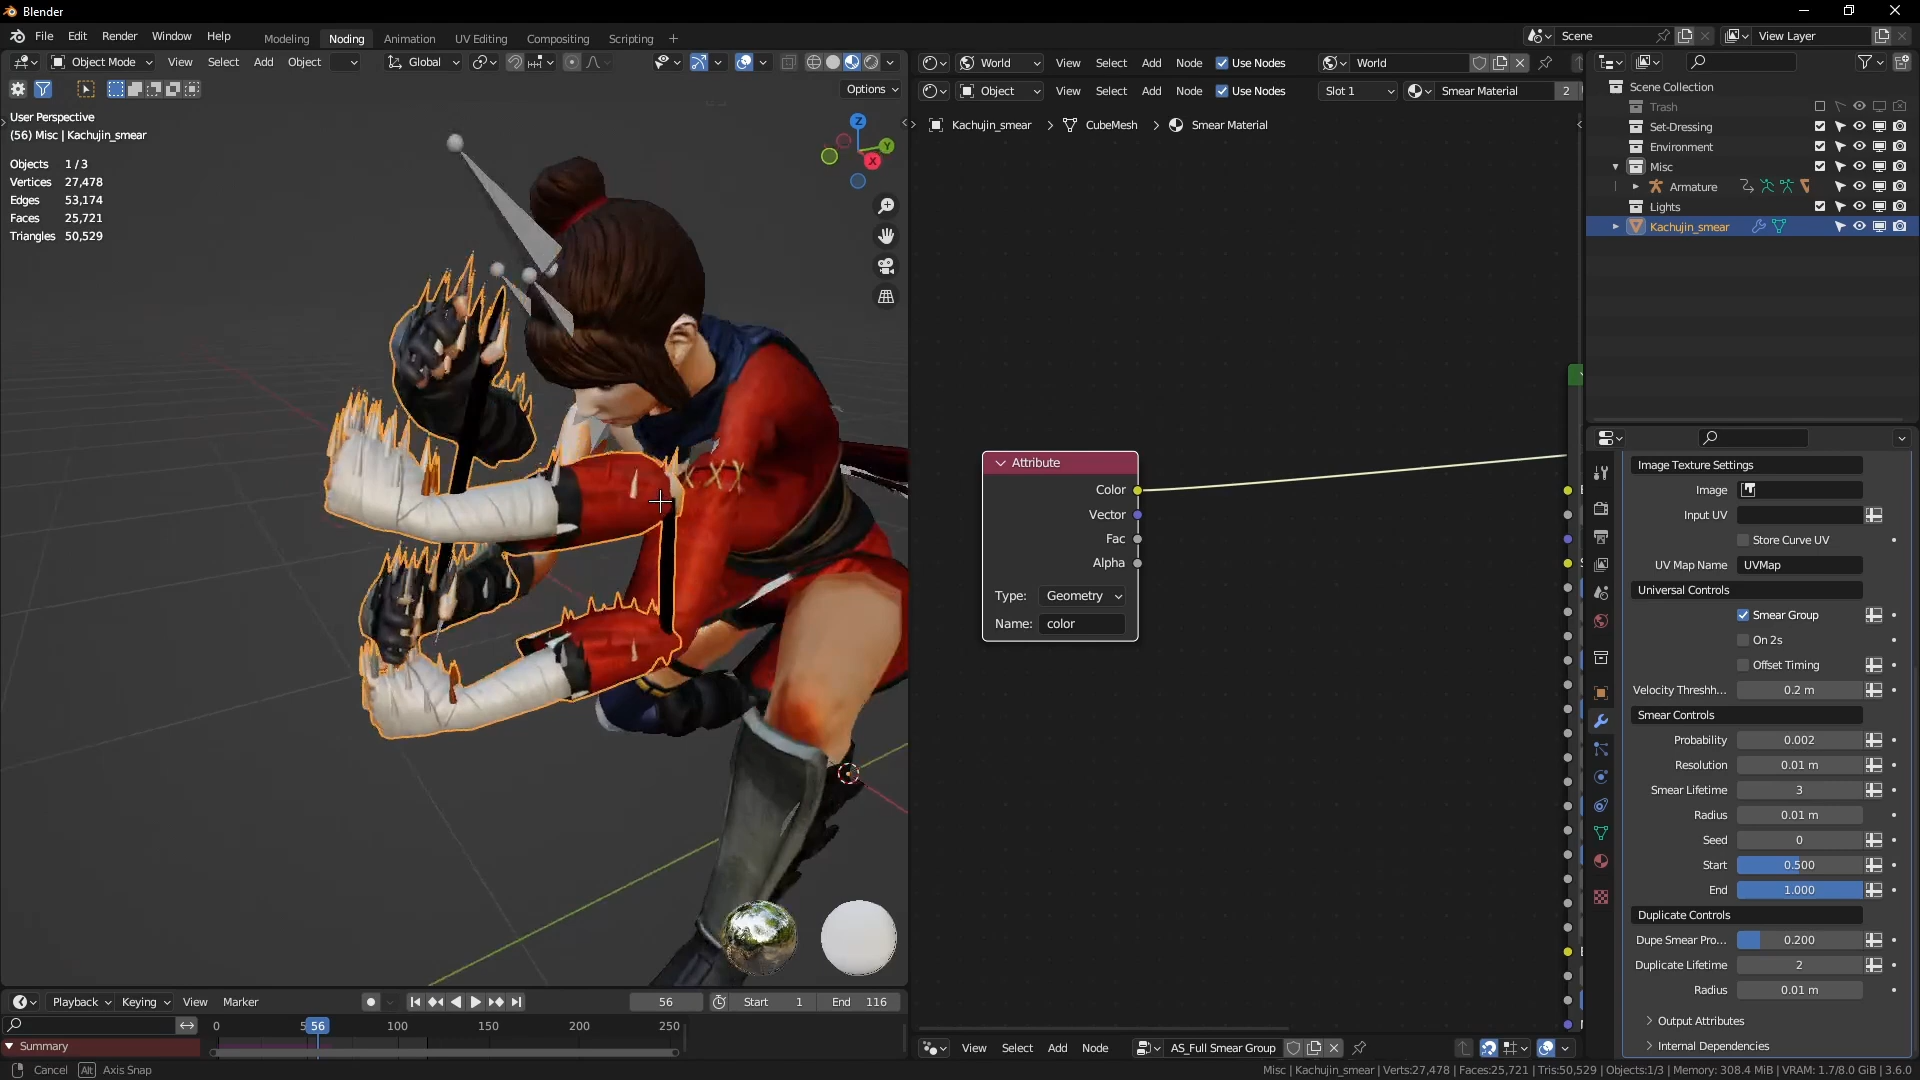 Blender
File Edit Render Window Help
Modeling Noding Animation UV Editing Compositing Scripting
Scene
View Layer
Object Mode View Select Add Object Global
Options
World View Select Add Node Use Nodes World
Object View Select Add Node Use Nodes Slot 1 Smear Material 2
Kachujin_smear > CubeMesh > Smear Material
User Perspective
(56) Misc | Kachujin_smear
Objects 1/3
Vertices 27,478
Edges 53,174
Faces 25,721
Triangles 50,529
Z
Y
X
Attribute
Color
Vector
Fac
Alpha
Type: Geometry
Name: color
Scene Collection
Trash
Set-Dressing
Environment
Misc
Armature
Lights
Kachujin_smear
Image Texture Settings
Image
Input UV
Store Curve UV
UV Map Name UVMap
Universal Controls
Smear Group
On 2s
Offset Timing
Velocity Threshh... 0.2 m
Smear Controls
Probability 0.002
Resolution 0.01 m
Smear Lifetime 3
Radius 0.01 m
Seed 0
Start 0.500
End 1.000
Duplicate Controls
Dupe Smear Pro... 0.200
Duplicate Lifetime 2
Radius 0.01 m
Output Attributes
Internal Dependencies
Playback Keying View Marker
56 Start 1 End 116
0 56 100 150 200 250
Summary
View Select Add Node AS_Full Smear Group
Cancel Alt Axis Snap
Misc | Kachujin_smear | Verts:27,478 | Faces:25,721 | Tris:50,529 | Objects:1/3 | Memory: 308.4 MiB | VRAM: 1.7/8.0 GiB | 3.6.0